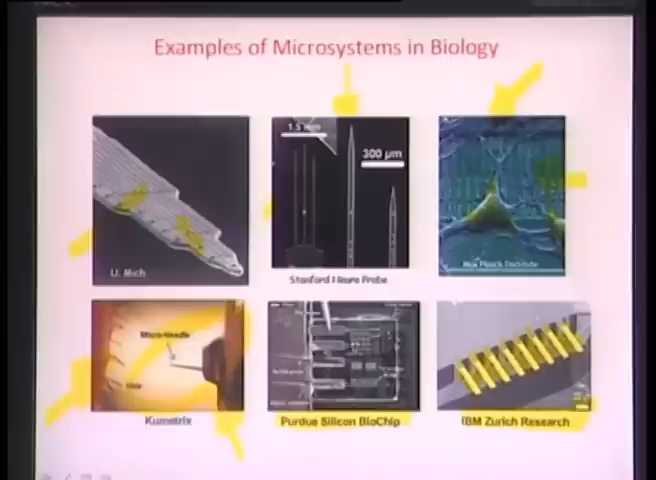 Examples of Microsystems in Biology
1.5 mm
300 µm
U. Mich
Stanford Neuro Probe
Max Planck Institute
Micro-Needle
Kumetrix
Purdue Silicon BioChip
IBM Zurich Research